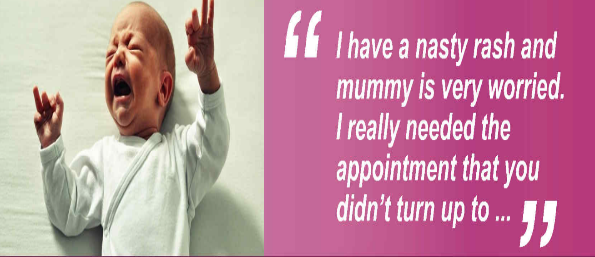 “ I have a nasty rash and
mummy is very worried.
I really needed the
appointment that you
didn’t turn up to ... ”